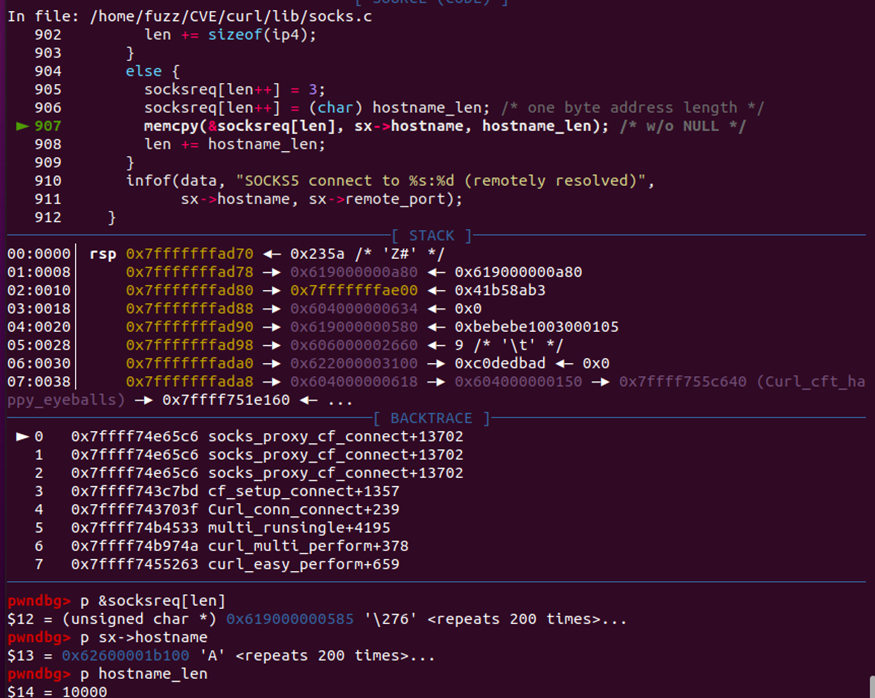 [ SOURCE (CODE) ]
In file: /home/fuzz/CVE/curl/lib/socks.c
902 len += sizeof(ip4);
903 }
904 else {
905 socksreq[len++] = 3;
906 socksreq[len++] = (char) hostname_len; /* one byte address length */
► 907 memcpy(&socksreq[len], sx->hostname, hostname_len); /* w/o NULL */
908 len += hostname_len;
909 }
910 infof(data, "SOCKS5 connect to %s:%d (remotely resolved)",
911 sx->hostname, sx->remote_port);
912 }
[ STACK ]
00:0000│ rsp 0x7fffffffad70 ◂— 0x235a /* 'Z#' */
01:0008│ 0x7fffffffad78 —▸ 0x619000000a80 ◂— 0x619000000a80
02:0010│ 0x7fffffffad80 —▸ 0x7fffffffae00 ◂— 0x41b58ab3
03:0018│ 0x7fffffffad88 —▸ 0x604000000634 ◂— 0x0
04:0020│ 0x7fffffffad90 —▸ 0x619000000580 ◂— 0xbebebe1003000105
05:0028│ 0x7fffffffad98 —▸ 0x606000002660 ◂— 9 /* '\t' */
06:0030│ 0x7fffffffada0 —▸ 0x622000003100 —▸ 0xc0dedbad ◂— 0x0
07:0038│ 0x7fffffffada8 —▸ 0x604000000618 —▸ 0x604000000150 —▸ 0x7ffff755c640 (Curl_cft_ha
ppy_eyeballs) —▸ 0x7ffff751e160 ◂— ...
[ BACKTRACE ]
► 0 0x7ffff74e65c6 socks_proxy_cf_connect+13702
1 0x7ffff74e65c6 socks_proxy_cf_connect+13702
2 0x7ffff74e65c6 socks_proxy_cf_connect+13702
3 0x7ffff743c7bd cf_setup_connect+1357
4 0x7ffff743703f Curl_conn_connect+239
5 0x7ffff74b4533 multi_runsingle+4195
6 0x7ffff74b974a curl_multi_perform+378
7 0x7ffff7455263 curl_easy_perform+659
pwndbg> p &socksreq[len]
$12 = (unsigned char *) 0x619000000585 '\276' <repeats 200 times>...
pwndbg> p sx->hostname
$13 = 0x62600001b100 'A' <repeats 200 times>...
pwndbg> p hostname_len
$14 = 10000